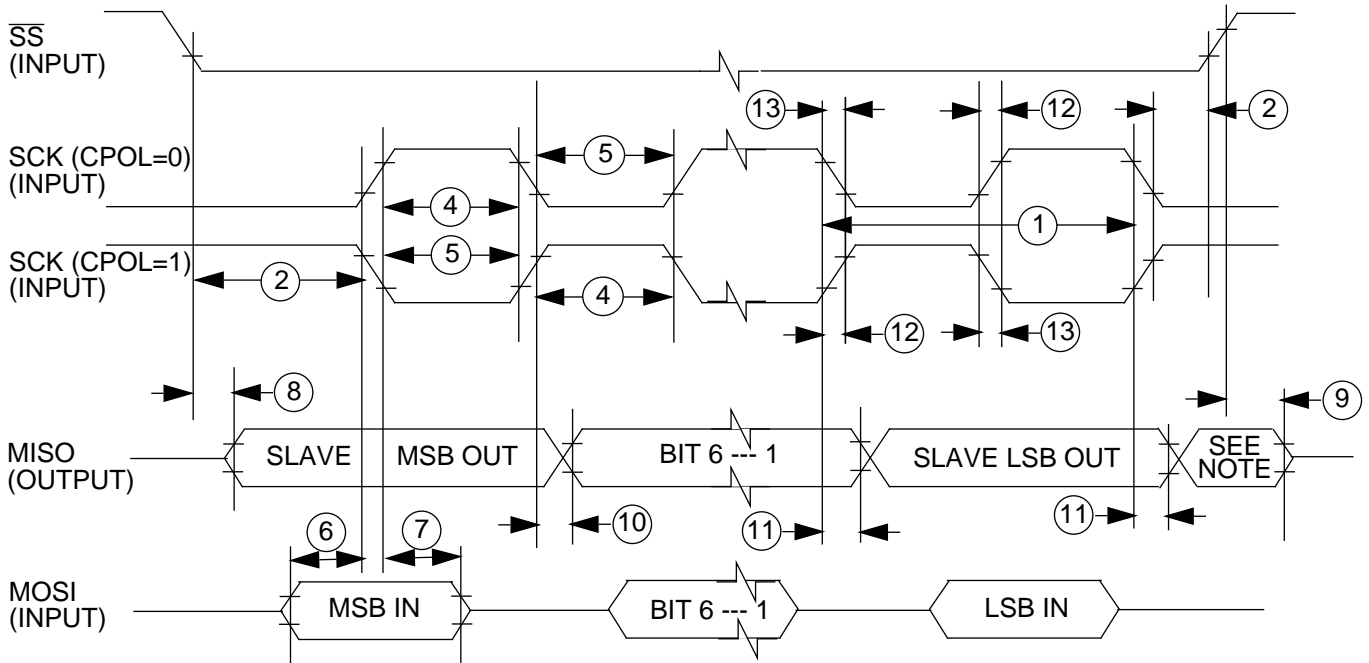 SS
(INPUT)
13
12
2
SCK (CPOL=0)
(INPUT)
5
4
1
SCK (CPOL=1)
(INPUT)
5
2
4
12
13
8
9
MISO
(OUTPUT)
SLAVE
MSB OUT
BIT 6 --- 1
SLAVE LSB OUT
SEE
NOTE
6
7
10
11
11
MOSI
(INPUT)
MSB IN
BIT 6 --- 1
LSB IN